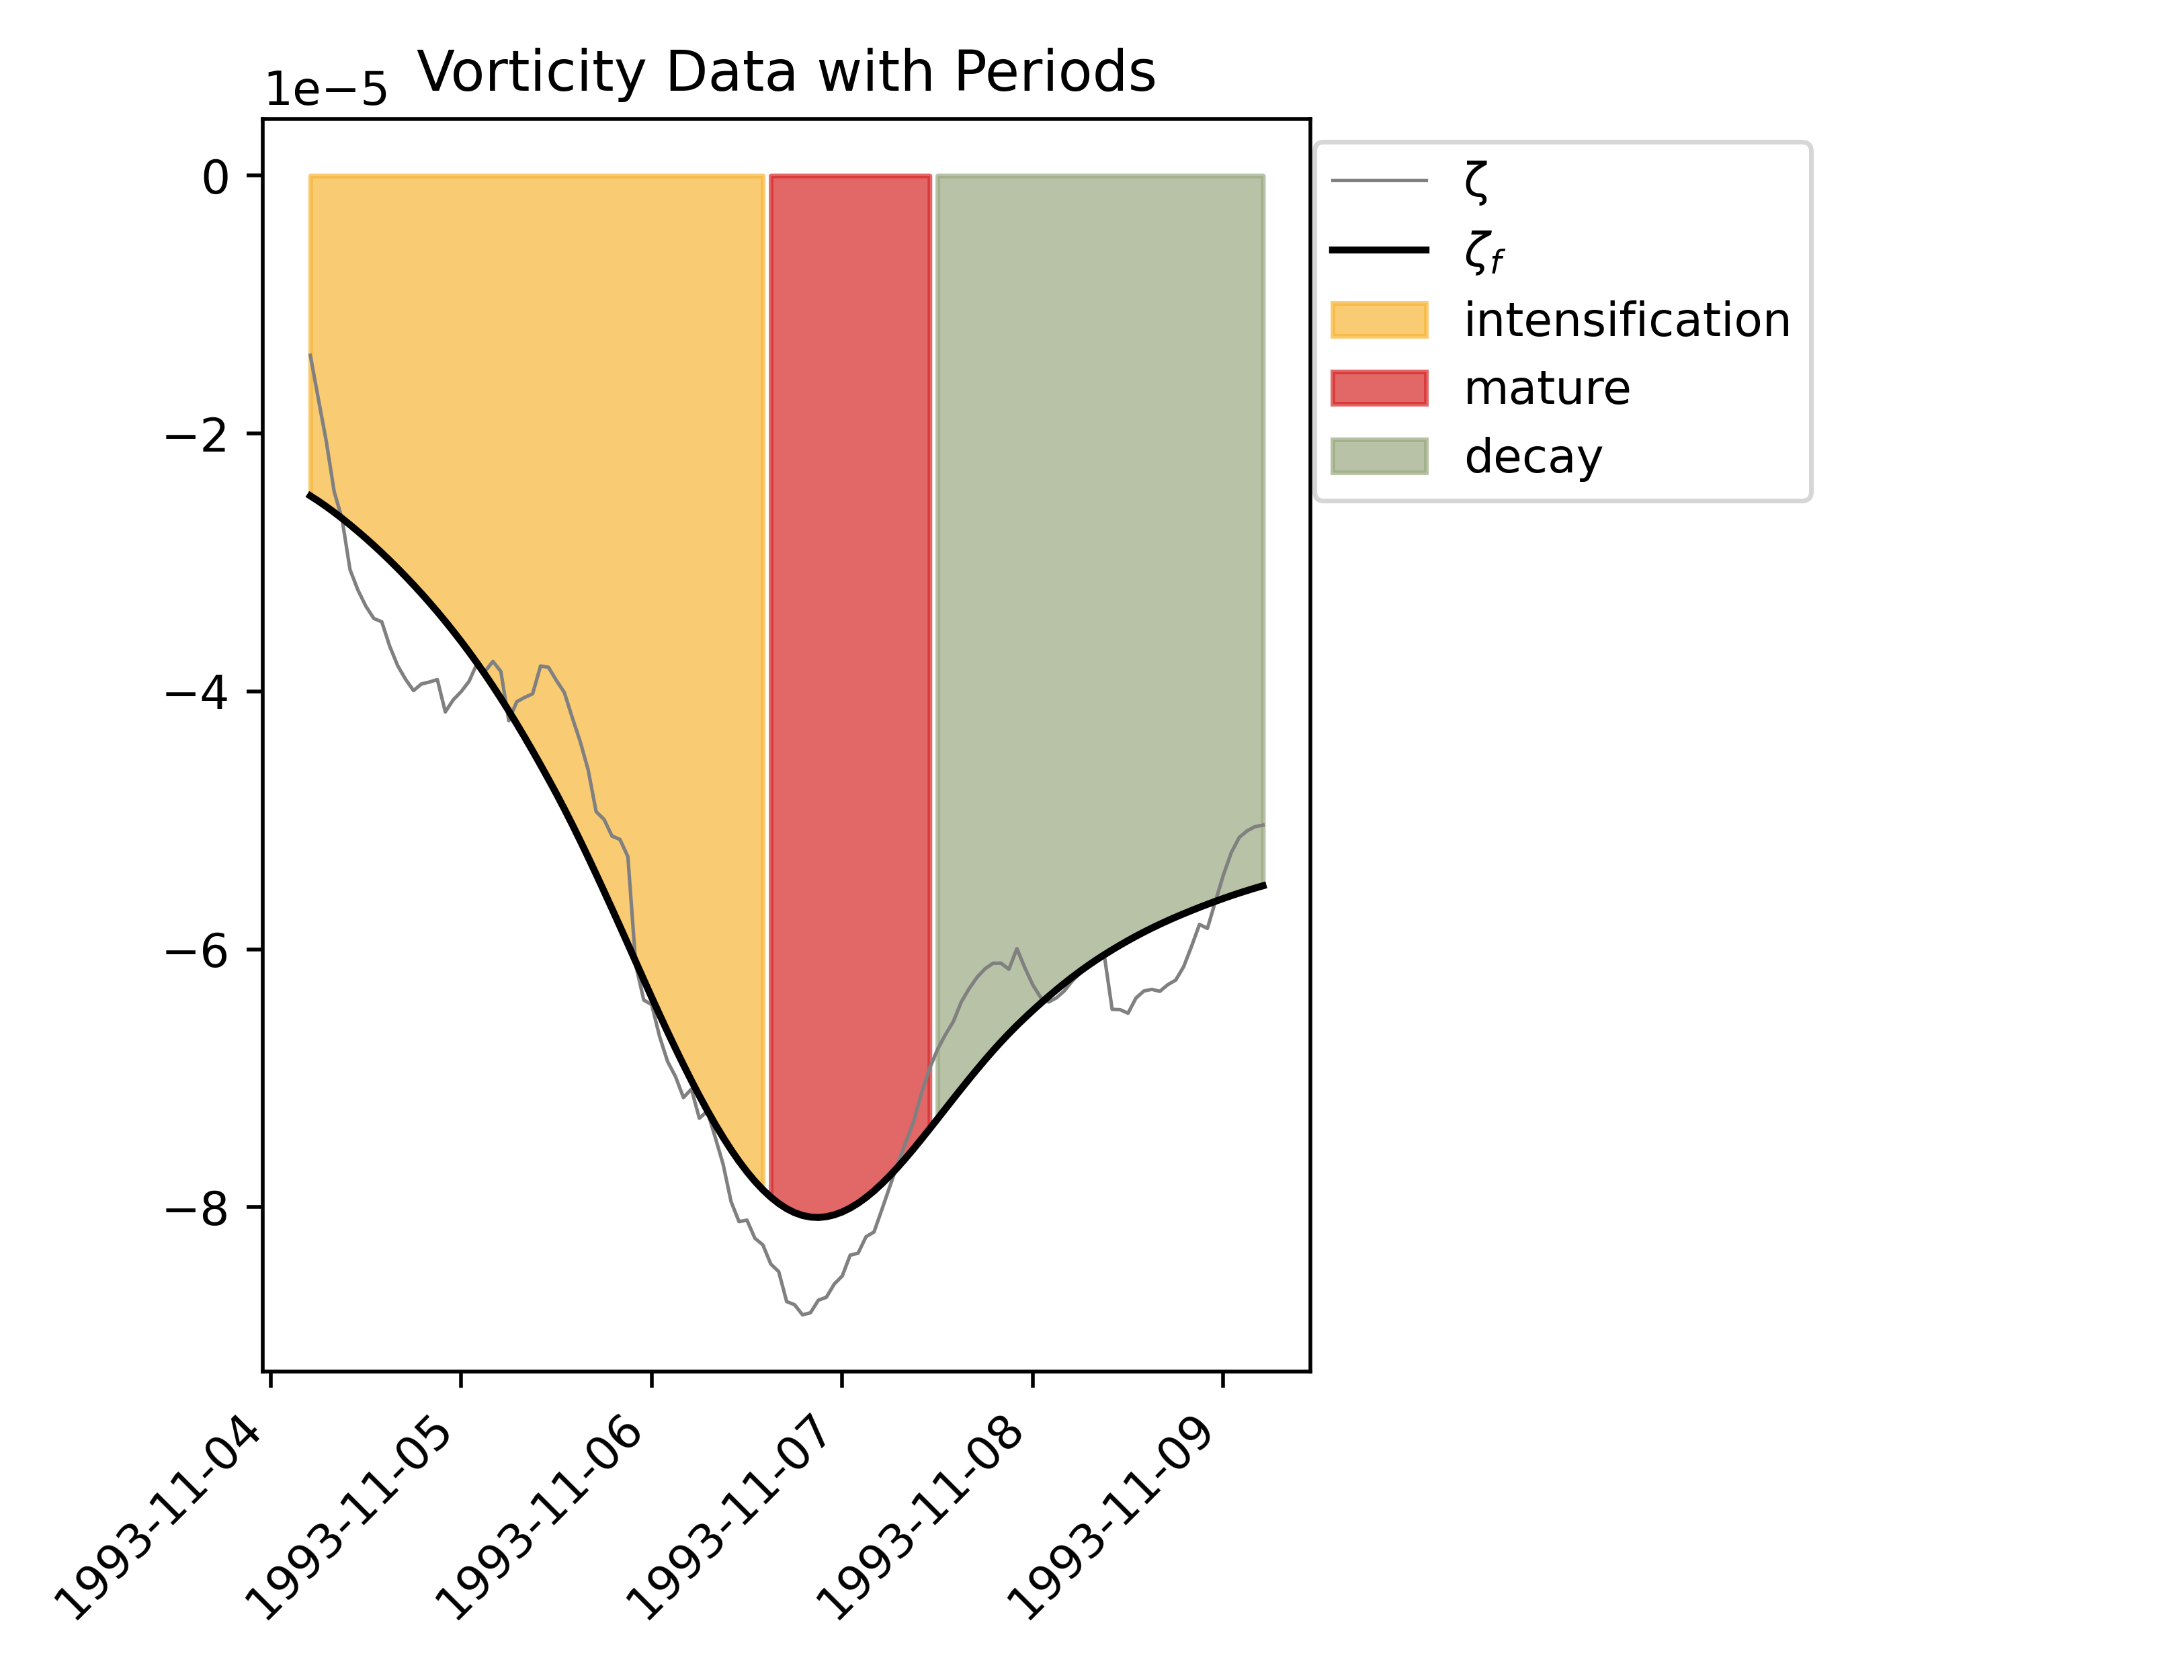 Vorticity Data with Periods
1e−5
0
−2
−4
−6
−8
1993-11-04
1993-11-05
1993-11-06
1993-11-07
1993-11-08
1993-11-09
ζ
ζf
intensification
mature
decay